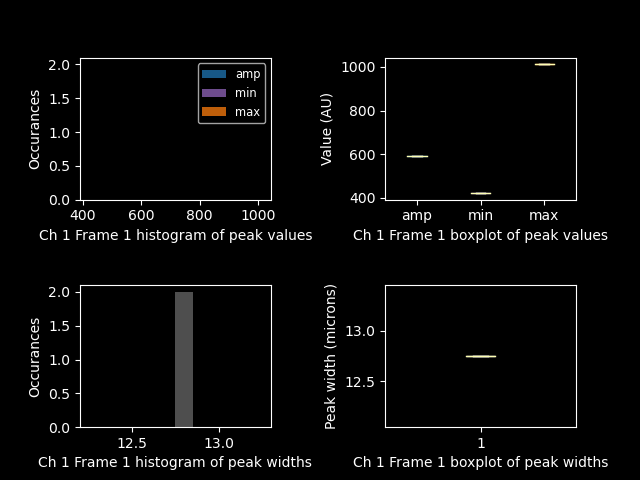 2.0
1.5
1.0
0.5
0.0
Occurances
amp
min
max
400 600 800 1000
Ch 1 Frame 1 histogram of peak values
1000
800
600
400
Value (AU)
amp min max
Ch 1 Frame 1 boxplot of peak values
2.0
1.5
1.0
0.5
0.0
Occurances
12.5 13.0
Ch 1 Frame 1 histogram of peak widths
13.0
12.5
Peak width (microns)
1
Ch 1 Frame 1 boxplot of peak widths